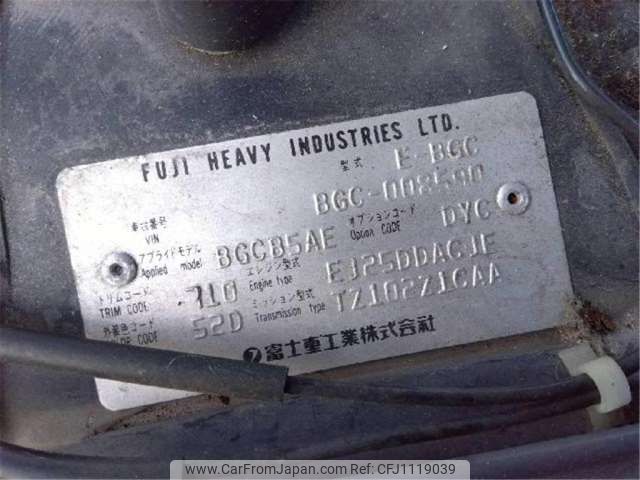 FUJI HEAVY INDUSTRIES LTD.
型式 E-BGC
車台番号 VIN BGC-008590
アプライドモデル Applied model BGCB5AE オプションコード Option CODE DYC
トリムコード TRIM CODE 710 エンジン型式 Engine type EJ25DDACJE
外装色コード CODE 52D ミッション型式 Transmission type TZ102Z1CAA
富士重工業株式会社
www.CarFromJapan.com - CFJ1119039